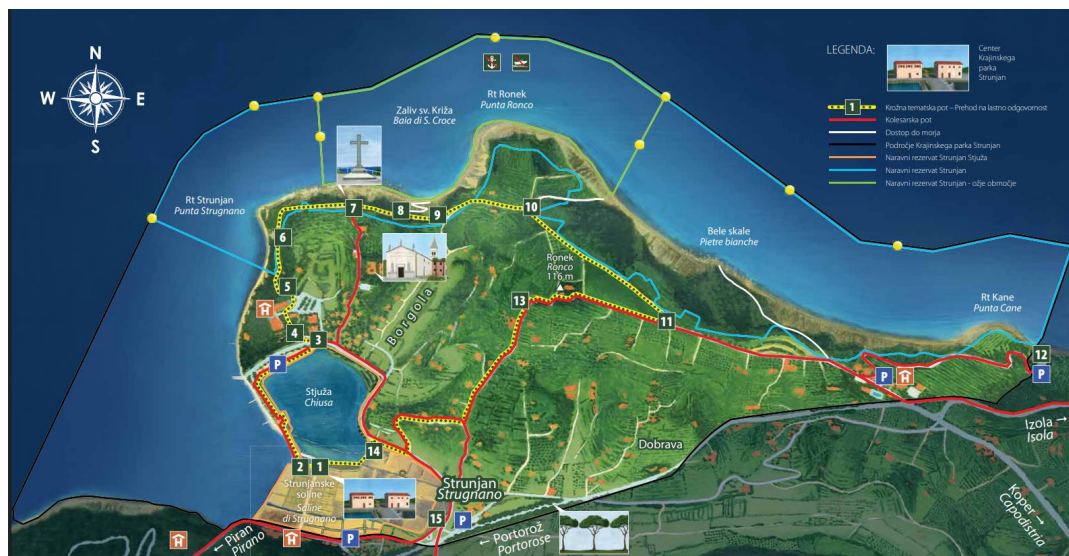 N
W
E
S
LEGENDA:
Center
Krajinskega
parka
Strunjan
1
Krožna tematska pot – Prehod na lastno odgovornost
Kolesarska pot
Dostop do morja
Področje Krajinskega parka Strunjan
Naravni rezervat Strunjan Stjuža
Naravni rezervat Strunjan
Naravni rezervat Strunjan - ožje območje
Rt Ronek
Punta Ronco
Zaliv sv. Križa
Baia di S. Croce
Rt Strunjan
Punta Strugnano
7
8
9
10
6
Bele skale
Pietre bianche
Ronek
Ronco
116 m
5
H
13
11
Rt Kane
Punta Cane
4
3
Borgola
12
P
P
P
H
Stjuža
Chiusa
Izola →
Isola
Dobrava
14
2
1
Strunjanske
soline
Saline
di Strugnano
Strunjan
Strugnano
Koper →
Capodistria
15
P
H
← Piran
Pirano
H
P
← Portorož
Portorose